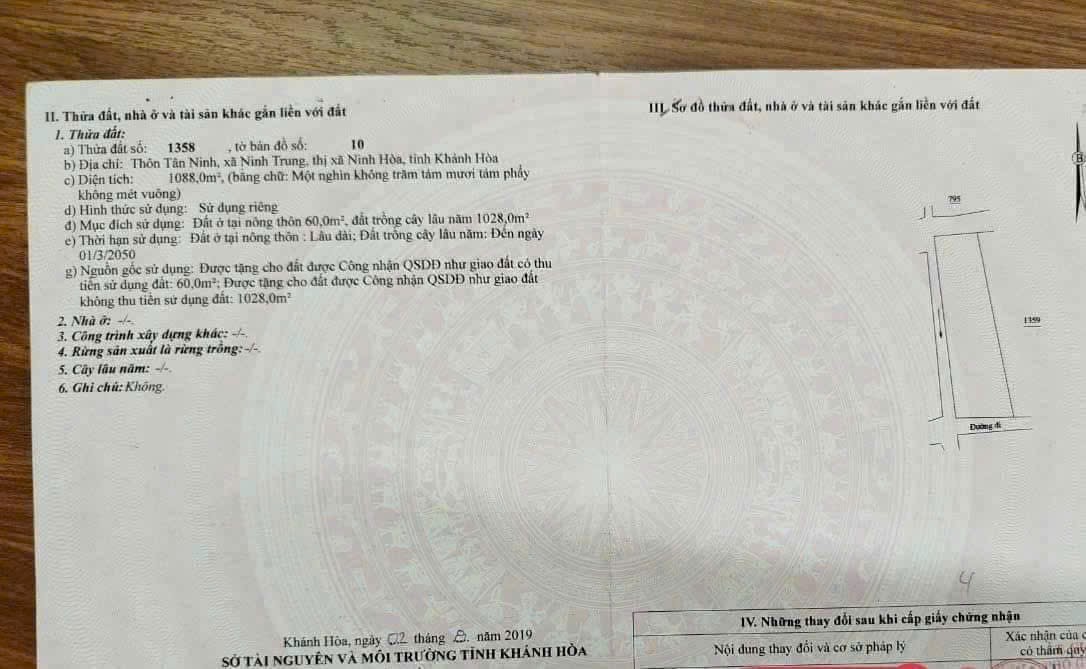 II. Thửa đất, nhà ở và tài sản khác gắn liền với đất
1. Thửa đất:
a) Thửa đất số: 1358 , tờ bản đồ số: 10
b) Địa chỉ: Thôn Tân Ninh, xã Ninh Trung, thị xã Ninh Hòa, tỉnh Khánh Hòa
c) Diện tích: 1088,0m², (bằng chữ: Một nghìn không trăm tám mươi tám phẩy
không mét vuông)
d) Hình thức sử dụng: Sử dụng riêng
đ) Mục đích sử dụng: Đất ở tại nông thôn 60,0m², đất trồng cây lâu năm 1028,0m²
e) Thời hạn sử dụng: Đất ở tại nông thôn : Lâu dài; Đất trồng cây lâu năm: Đến ngày
01/3/2050
g) Nguồn gốc sử dụng: Được tặng cho đất được Công nhận QSDĐ như giao đất có thu
tiền sử dụng đất: 60,0m²; Được tặng cho đất được Công nhận QSDĐ như giao đất
không thu tiền sử dụng đất: 1028,0m²
2. Nhà ở: -/-.
3. Công trình xây dựng khác: -/-.
4. Rừng sản xuất là rừng trồng: -/-.
5. Cây lâu năm: -/-.
6. Ghi chú: Không.
Khánh Hòa, ngày 02 tháng năm 2019
SỞ TÀI NGUYÊN VÀ MÔI TRƯỜNG TỈNH KHÁNH HÒA
III. Sơ đồ thửa đất, nhà ở và tài sản khác gắn liền với đất
B
795
1359
Đường đi
4
IV. Những thay đổi sau khi cấp giấy chứng nhận
Nội dung thay đổi và cơ sở pháp lý
Xác nhận của c
có thẩm quy